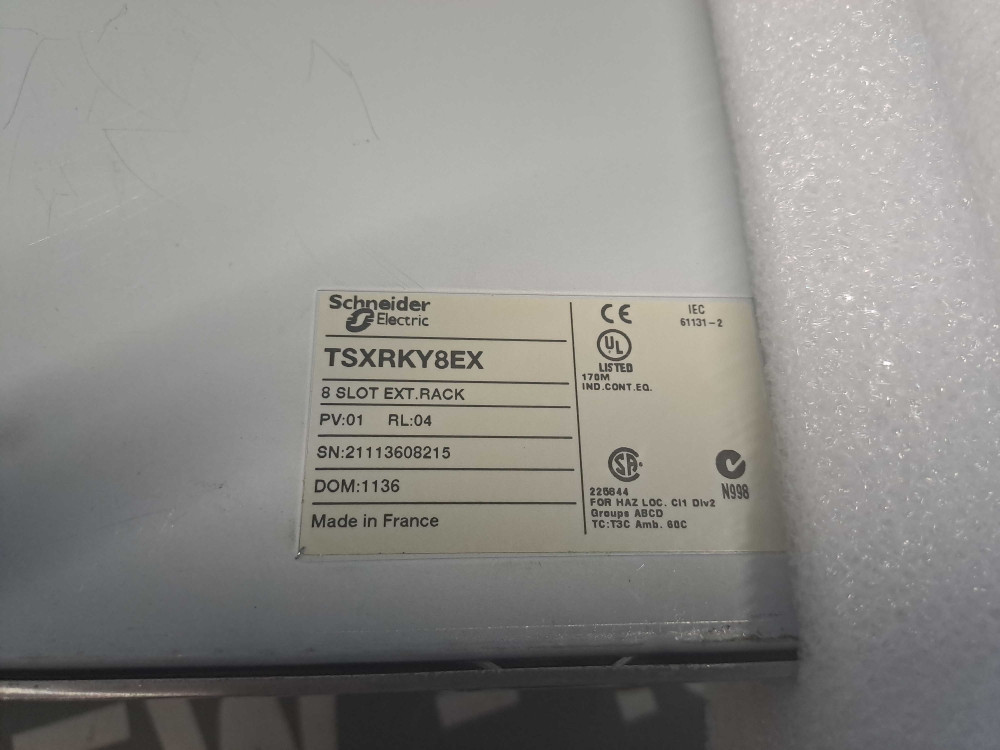 Schneider
Electric
TSXRKY8EX
8 SLOT EXT.RACK
PV:01 RL:04
SN:21113608215
DOM:1136
Made in France
CE
IEC
61131-2
UL
LISTED
170M
IND.CONT.EQ.
SA
N998
225844
FOR HAZ LOC. Cl1 Div2
Groups ABCD
TC:T3C Amb. 60C